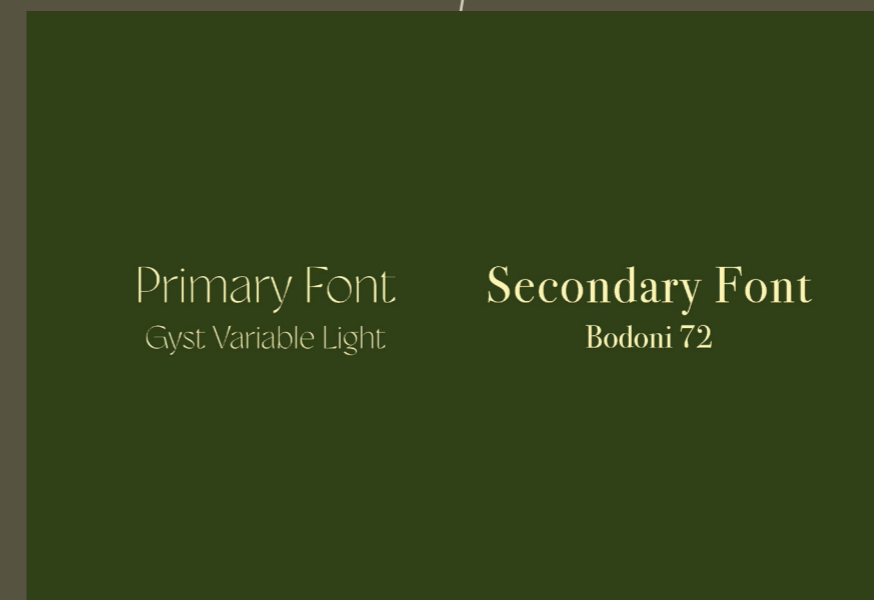 Primary Font
Gyst Variable Light
Secondary Font
Bodoni 72